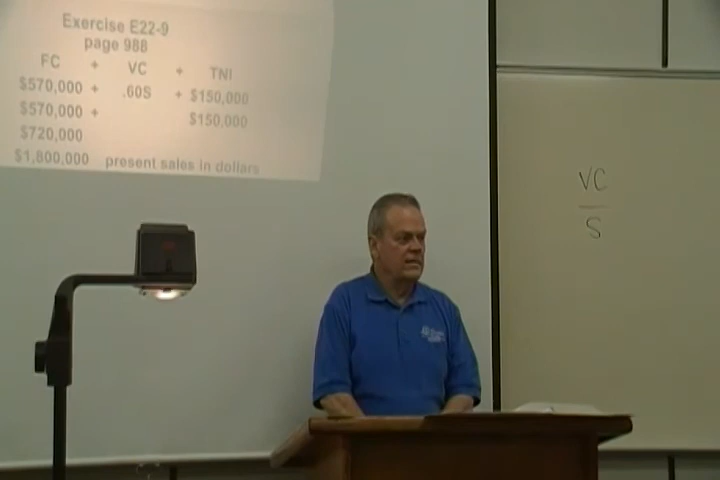 Exercise E22-9
page 988
FC + VC + TNI
$570,000 + .60S + $150,000
$570,000 + $150,000
$720,000
$1,800,000 present sales in dollars
VC
S